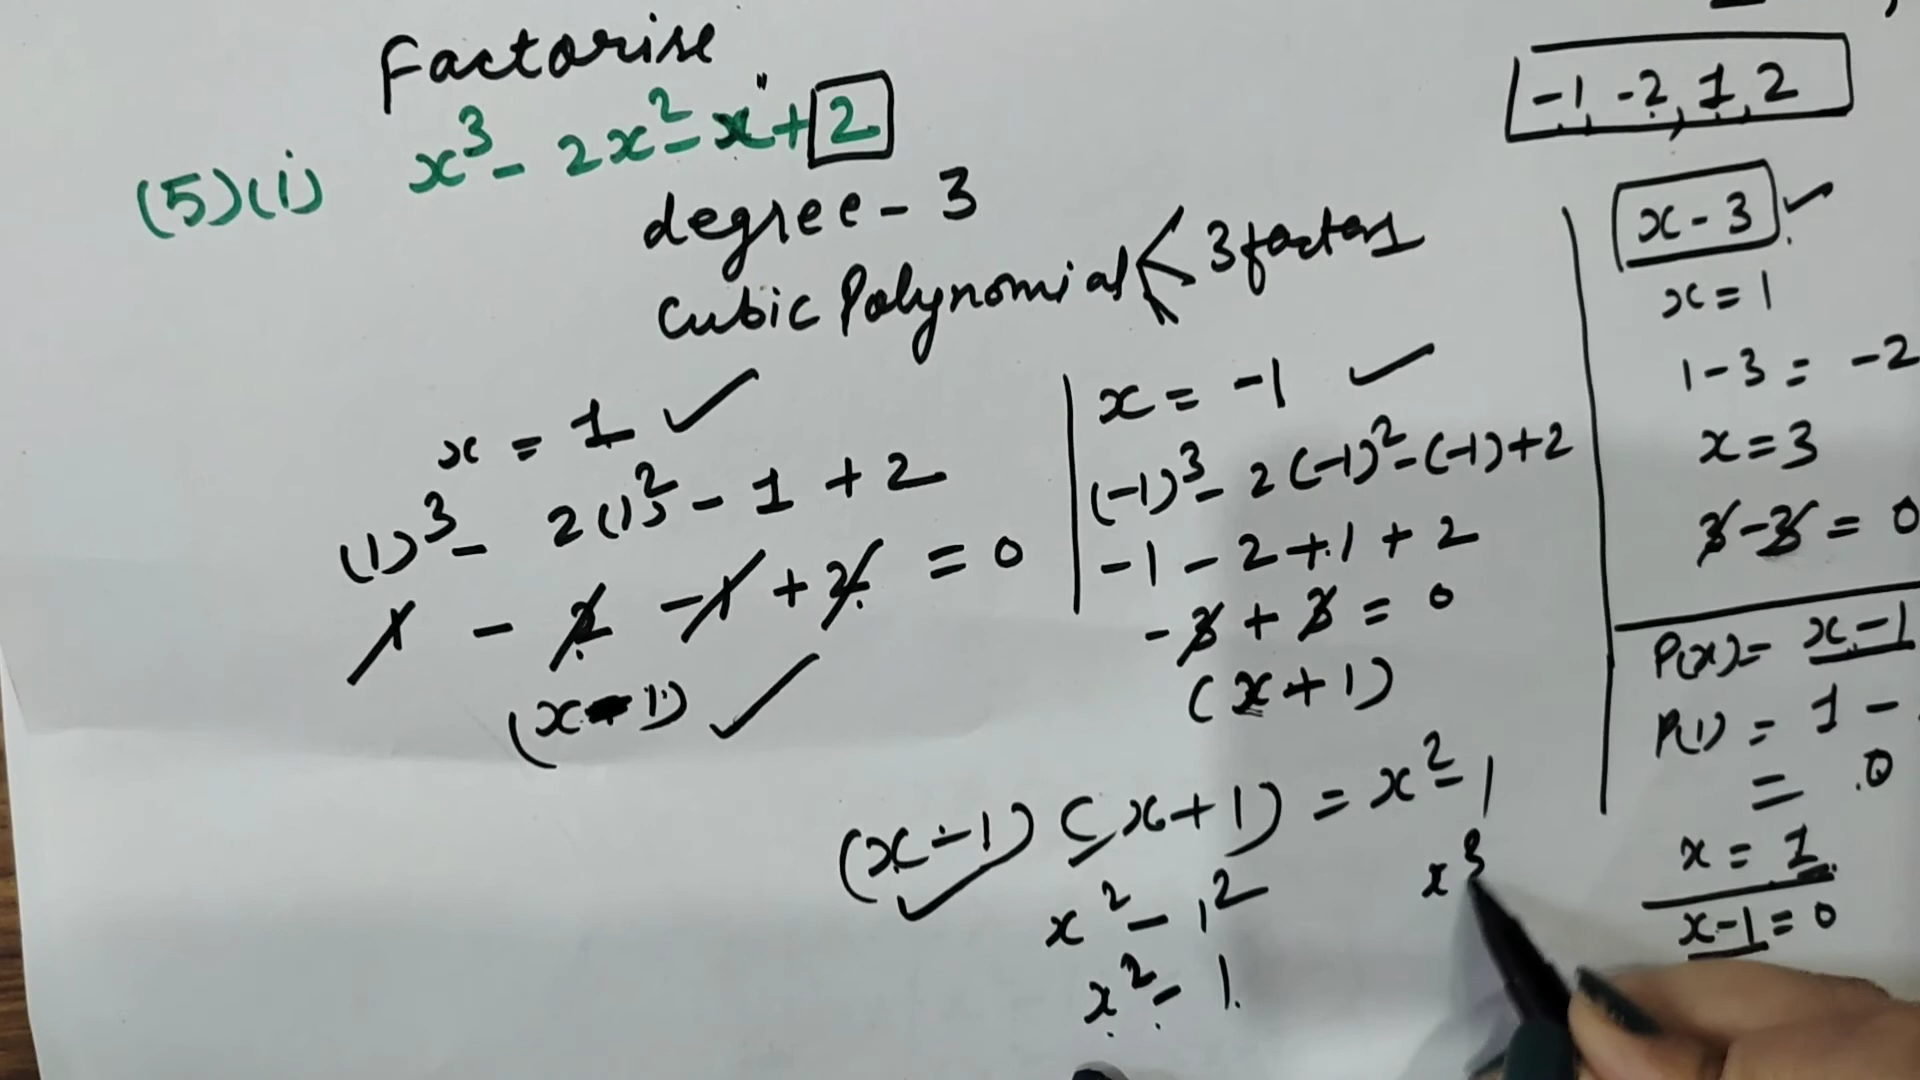 Factorise
(5)(i) x³ - 2x² - x + 2
degree - 3
Cubic Polynomial < 3 factors
x = 1 ✓
(1)³ - 2(1)² - 1 + 2
1 - 2 - 1 + 2 = 0
(x - 1) ✓
x = -1 ✓
(-1)³ - 2(-1)² - (-1) + 2
-1 - 2 + 1 + 2
-3 + 3 = 0
(x + 1)
(x - 1) (x + 1) = x² - 1
x² - 1²
x² - 1
x³
-1, -2, 1, 2
x - 3 ✓
x = 1
1 - 3 = -2
x = 3
3 - 3 = 0
P(x) = x - 1
P(1) = 1 -
= 0
x = 1
x - 1 = 0